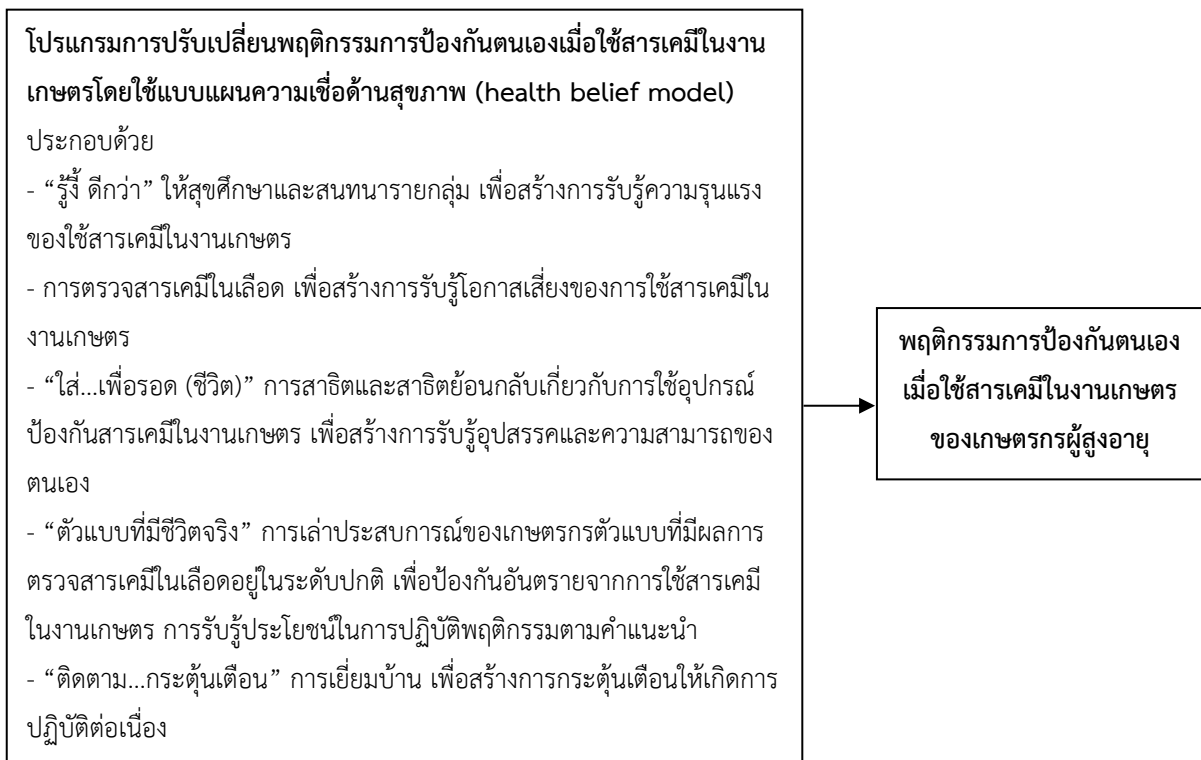 โปรแกรมการปรับเปลี่ยนพฤติกรรมการป้องกันตนเองเมื่อใช้สารเคมีในงาน
เกษตรโดยใช้แบบแผนความเชื่อด้านสุขภาพ (health belief model)
ประกอบด้วย
- “รู้งี้ ดีกว่า” ให้สุขศึกษาและสนทนารายกลุ่ม เพื่อสร้างการรับรู้ความรุนแรง
ของใช้สารเคมีในงานเกษตร
- การตรวจสารเคมีในเลือด เพื่อสร้างการรับรู้โอกาสเสี่ยงของการใช้สารเคมีใน
งานเกษตร
- “ใส่...เพื่อรอด (ชีวิต)” การสาธิตและสาธิตย้อนกลับเกี่ยวกับการใช้อุปกรณ์
ป้องกันสารเคมีในงานเกษตร เพื่อสร้างการรับรู้อุปสรรคและความสามารถของ
ตนเอง
- “ตัวแบบที่มีชีวิตจริง” การเล่าประสบการณ์ของเกษตรกรตัวแบบที่มีผลการ
ตรวจสารเคมีในเลือดอยู่ในระดับปกติ เพื่อป้องกันอันตรายจากการใช้สารเคมี
ในงานเกษตร การรับรู้ประโยชน์ในการปฏิบัติพฤติกรรมตามคำแนะนำ
- “ติดตาม...กระตุ้นเตือน” การเยี่ยมบ้าน เพื่อสร้างการกระตุ้นเตือนให้เกิดการ
ปฏิบัติต่อเนื่อง
พฤติกรรมการป้องกันตนเอง
เมื่อใช้สารเคมีในงานเกษตร
ของเกษตรกรผู้สูงอายุ